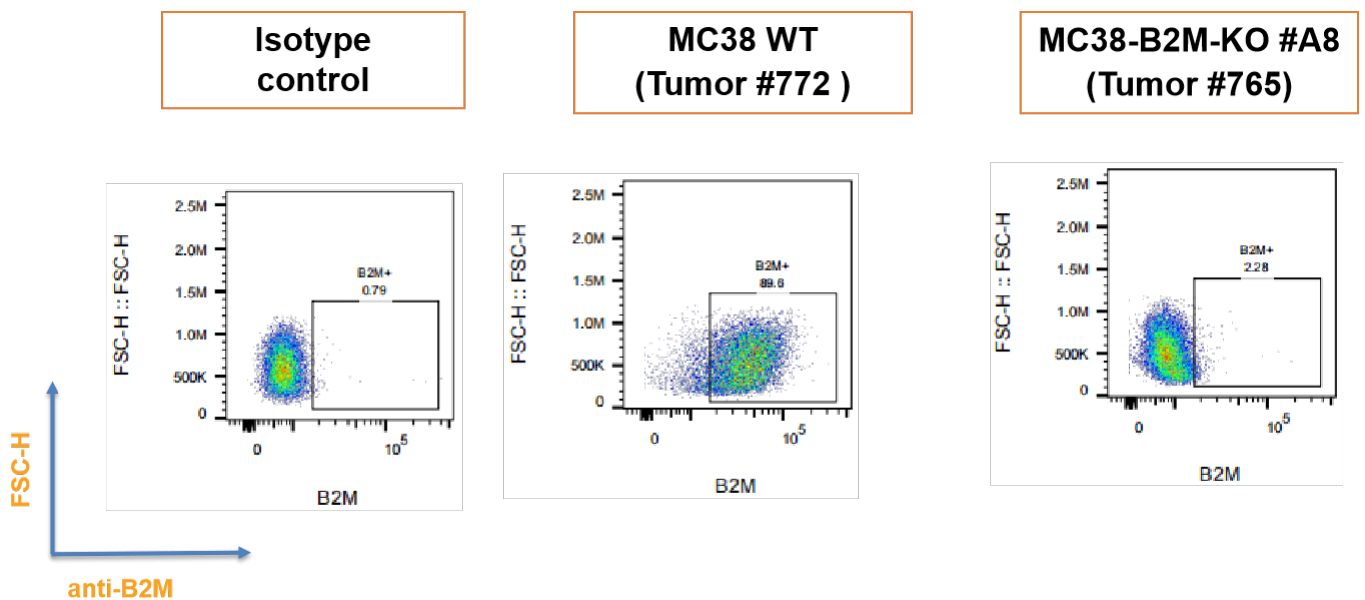 Isotype
control
MC38 WT
(Tumor #772 )
MC38-B2M-KO #A8
(Tumor #765)
FSC-H :: FSC-H
2.5M
2.0M
1.5M
1.0M
500K
0
B2M+
0.79
0
10^5
B2M
FSC-H :: FSC-H
2.5M
2.0M
1.5M
1.0M
500K
0
B2M+
89.6
0
10^5
B2M
FSC-H :: FSC-H
2.5M
2.0M
1.5M
1.0M
500K
0
B2M+
2.28
0
10^5
B2M
FSC-H
anti-B2M